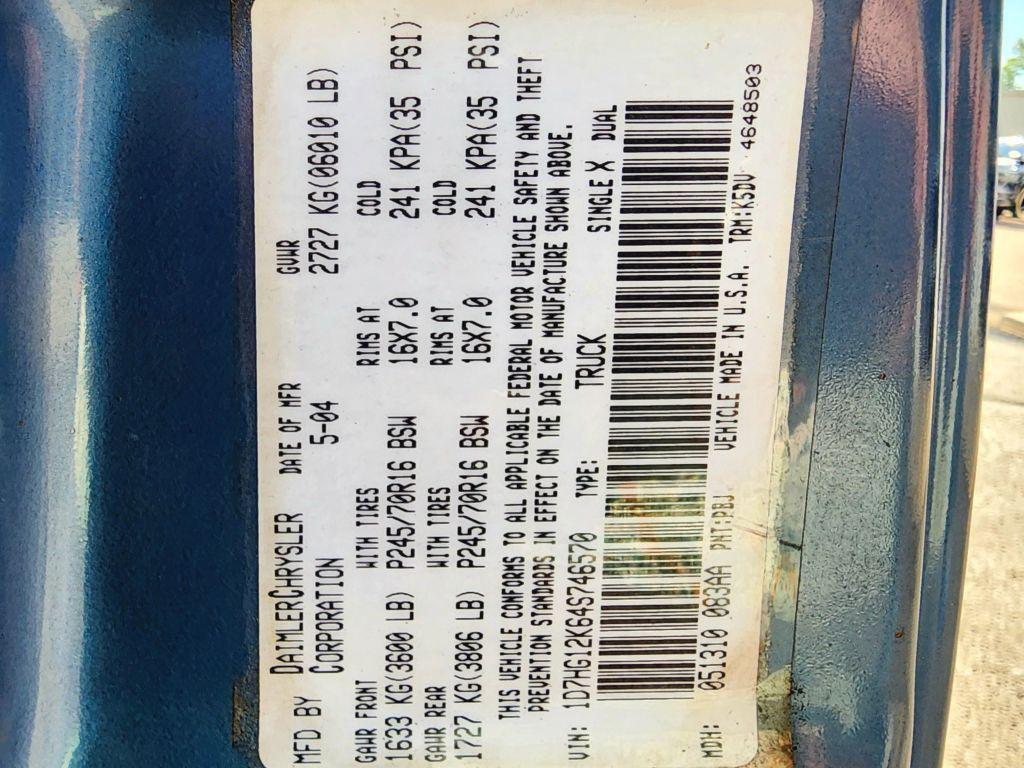 MFD BY DAIMLERCHRYSLER DATE OF MFR GVWR
CORPORATION 5-04 2727 KG(06010 LB)
GAWR FRONT WITH TIRES RIMS AT COLD
1633 KG(3600 LB) P245/70R16 BSW 16X7.0 241 KPA(35 PSI)
GAWR REAR WITH TIRES RIMS AT COLD
1727 KG(3806 LB) P245/70R16 BSW 16X7.0 241 KPA(35 PSI)
THIS VEHICLE CONFORMS TO ALL APPLICABLE FEDERAL MOTOR VEHICLE SAFETY AND THEFT
PREVENTION STANDARDS IN EFFECT ON THE DATE OF MANUFACTURE SHOWN ABOVE.
VIN: 1D7HG12K64S746570 TYPE: TRUCK SINGLE X DUAL
MDH: 051310 083AA PNT:PBJ VEHICLE MADE IN U.S.A. TRM:K5DV 4648503